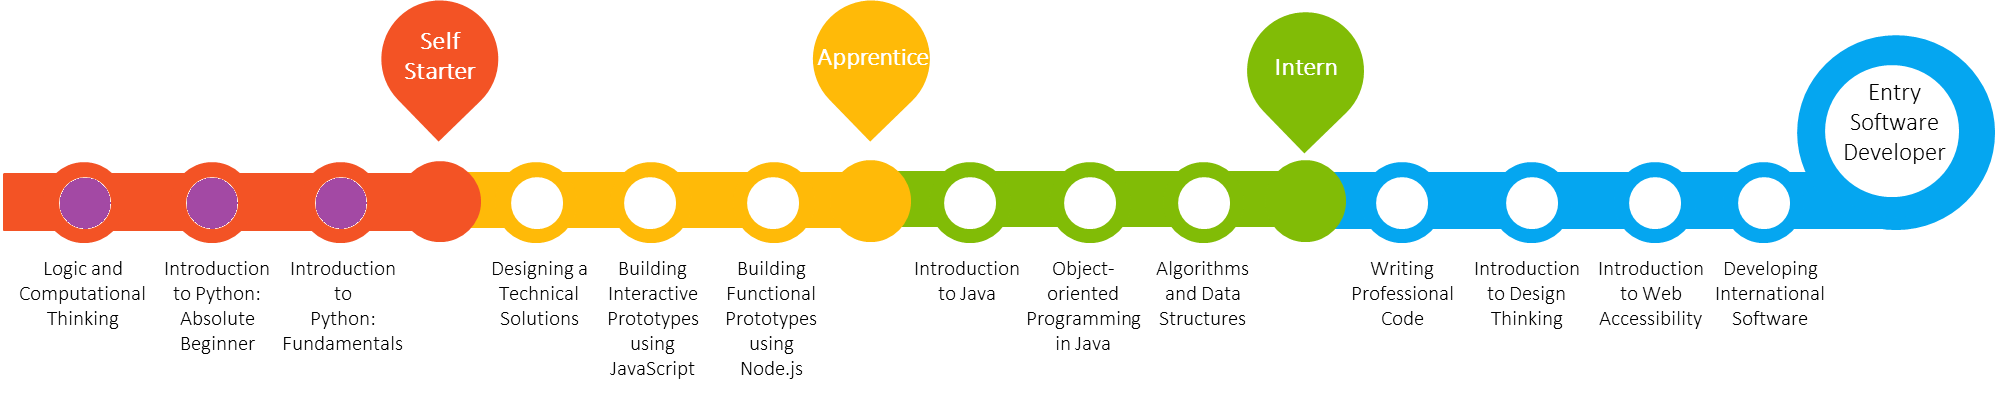 Self
Starter
Apprentice
Intern
Entry
Software
Developer
Logic and
Computational
Thinking
Introduction
to Python:
Absolute
Beginner
Introduction
to
Python:
Fundamentals
Designing a
Technical
Solutions
Building
Interactive
Prototypes
using
JavaScript
Building
Functional
Prototypes
using
Node.js
Introduction
to Java
Object-
oriented
Programming
in Java
Algorithms
and Data
Structures
Writing
Professional
Code
Introduction
to Design
Thinking
Introduction
to Web
Accessibility
Developing
International
Software